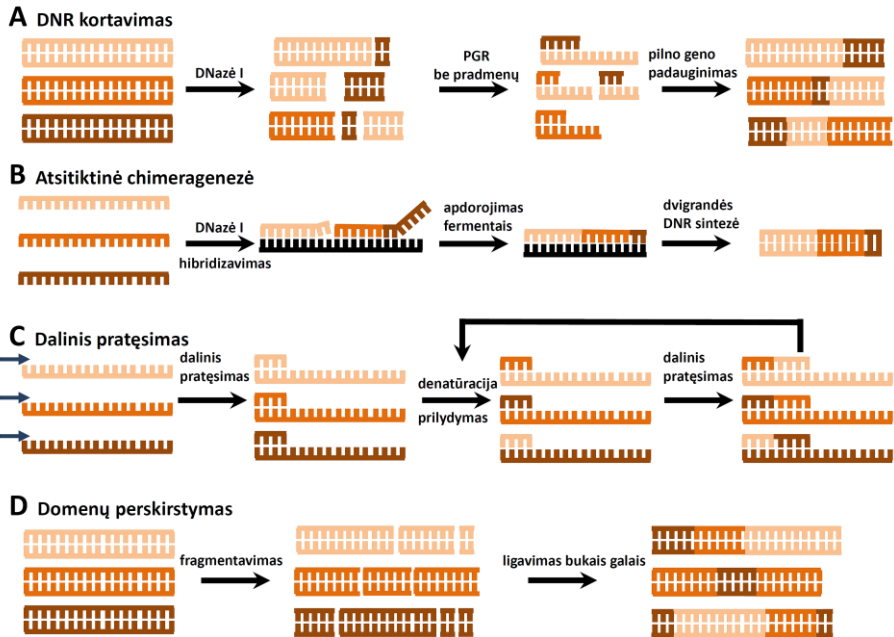 A DNR kortavimas
DNazė I
PGR
be pradmenų
pilno geno
padauginimas
B Atsitiktinė chimeragenezė
DNazė I
hibridizavimas
apdorojimas
fermentais
dvigrandės
DNR sintezė
C Dalinis pratęsimas
dalinis
pratęsimas
denatūracija
prilydymas
dalinis
pratęsimas
D Domenų perskirstymas
fragmentavimas
ligavimas bukais galais